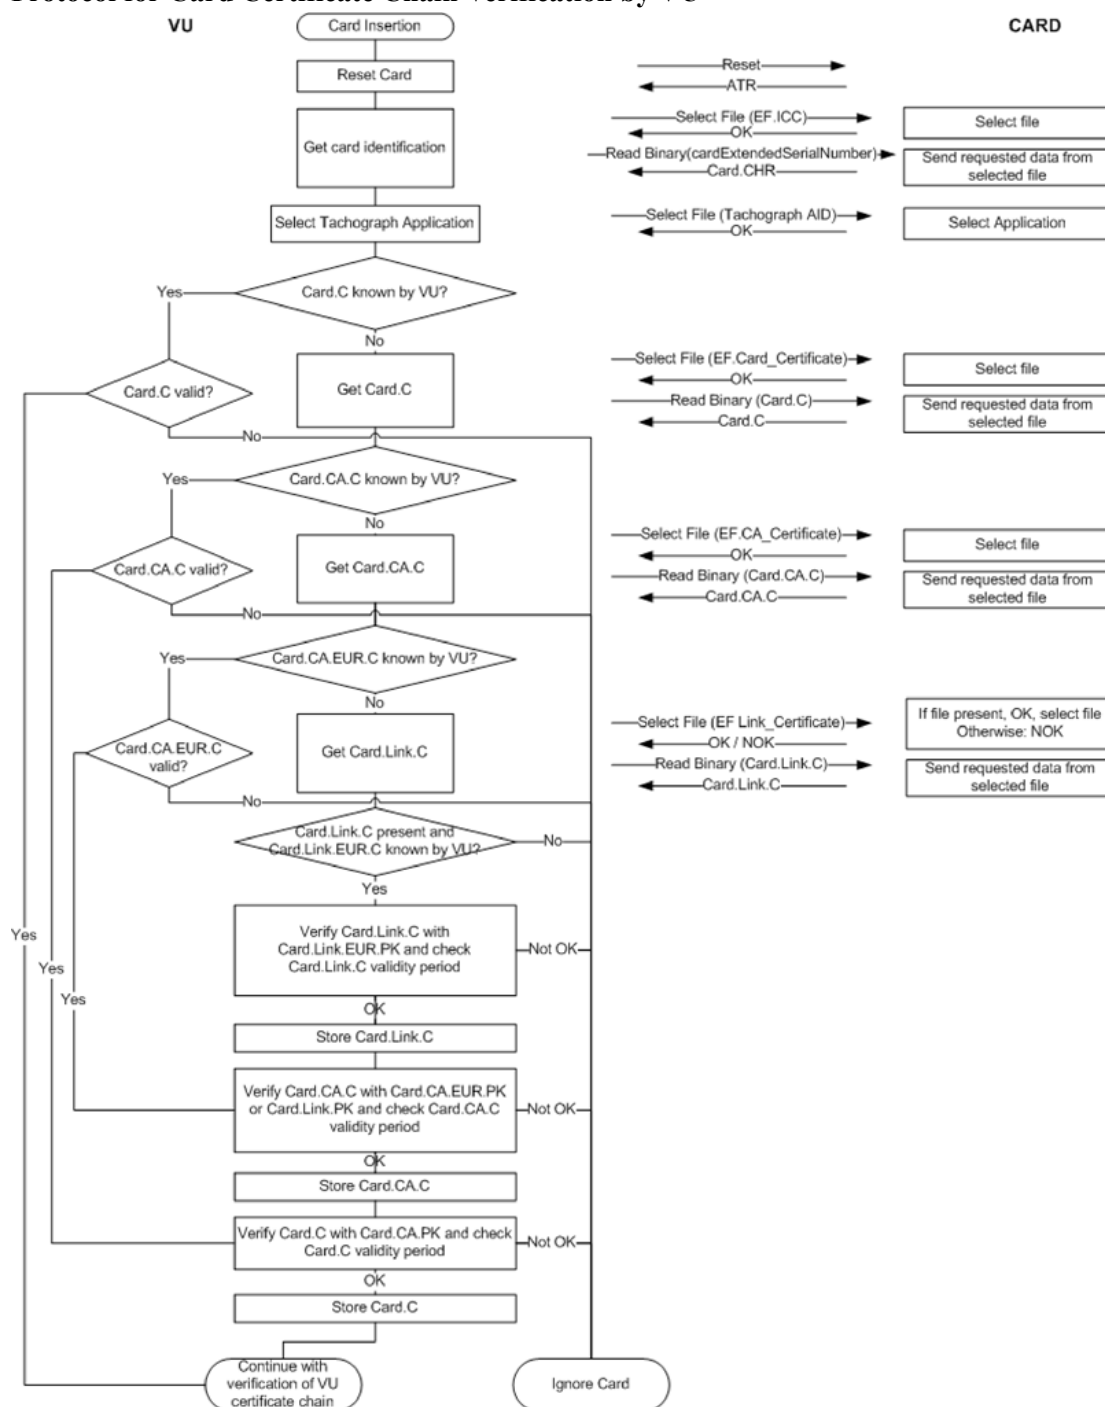 Protocol for Card Certificate Chain Verification by VU
VU
Card Insertion
CARD
Reset Card
Reset
ATR
Get card identification
Select File (EF.ICC)
OK
Select file
Read Binary(cardExtendedSerialNumber)
Card.CHR
Send requested data from
selected file
Select Tachograph Application
Select File (Tachograph AID)
OK
Select Application
Card.C known by VU?
Yes
No
Card.C valid?
Get Card.C
Select File (EF.Card_Certificate)
OK
Select file
Read Binary (Card.C)
Card.C
Send requested data from
selected file
No
Card.CA.C known by VU?
Yes
No
Card.CA.C valid?
Get Card.CA.C
Select File (EF.CA_Certificate)
OK
Select file
Read Binary (Card.CA.C)
Card.CA.C
Send requested data from
selected file
No
Card.CA.EUR.C known by VU?
Yes
No
Card.CA.EUR.C
valid?
Get Card.Link.C
Select File (EF Link_Certificate)
OK / NOK
If file present, OK, select file
Otherwise: NOK
Read Binary (Card.Link.C)
Card.Link.C
Send requested data from
selected file
No
Card.Link.C present and
Card.Link.EUR.C known by VU?
No
Yes
Verify Card.Link.C with
Card.Link.EUR.PK and check
Card.Link.C validity period
Not OK
Yes
Yes
Yes
OK
Store Card.Link.C
Verify Card.CA.C with Card.CA.EUR.PK
or Card.Link.PK and check Card.CA.C
validity period
Not OK
OK
Store Card.CA.C
Verify Card.C with Card.CA.PK and check
Card.C validity period
Not OK
OK
Store Card.C
Continue with
verification of VU
certificate chain
Ignore Card